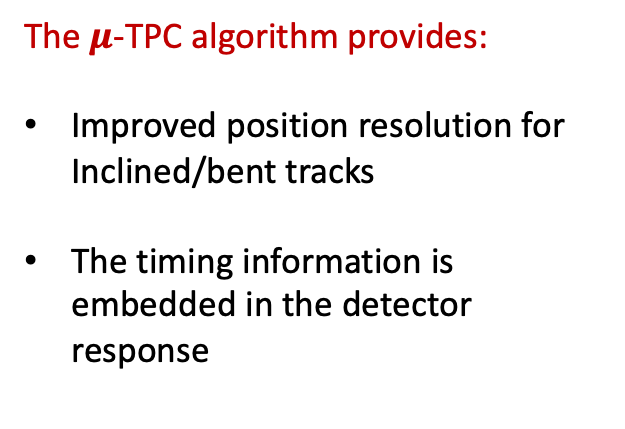 The μ-TPC algorithm provides:
• Improved position resolution for
Inclined/bent tracks
• The timing information is
embedded in the detector
response